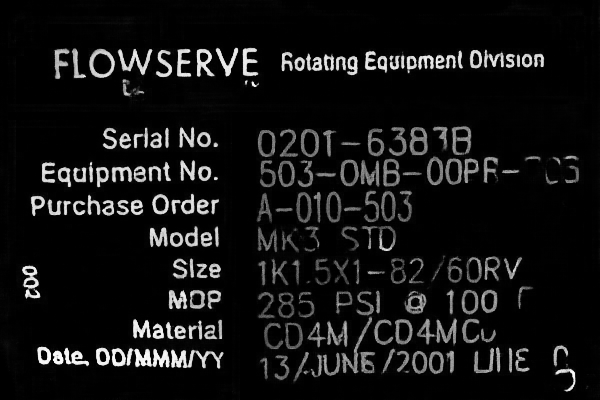 FLOWSERVE Rotating Equipment Division
Serial No. 0201-6383B
Equipment No. 503-OMB-00PR-
Purchase Order A-010-503
Model MK3 STD
Size 1K1.5X1-82/60RV
MOP 285 PSI @ 100
Material CD4M/CD4MCu
Date, DD/MMM/YY 13/JUNE/2001
002